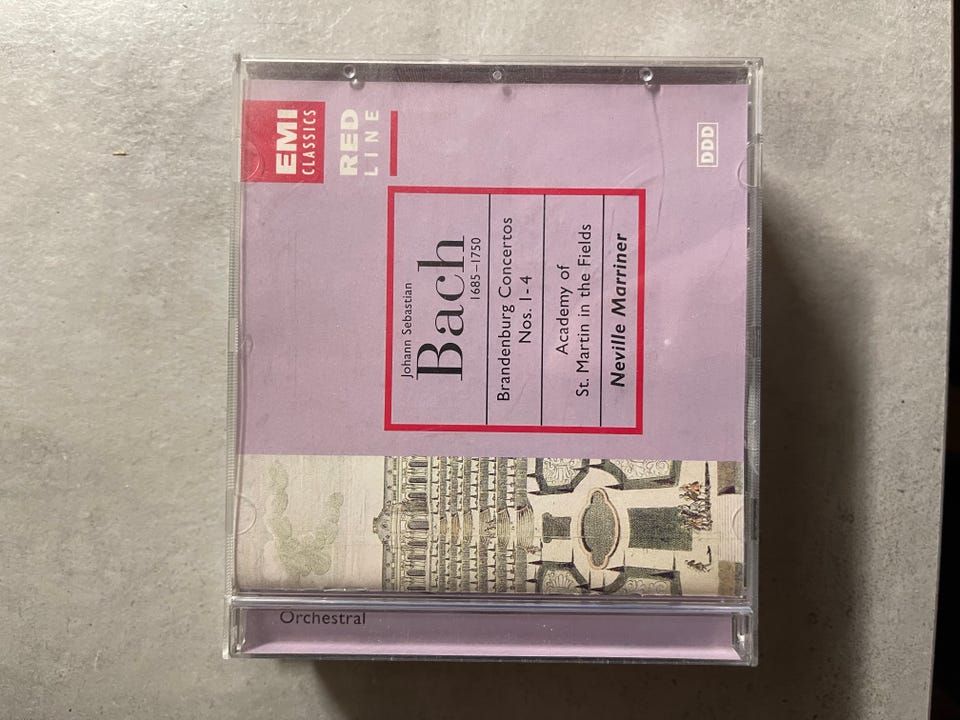 EMI
CLASSICS
RED
LINE
DDD
Johann Sebastian
Bach
1685–1750
Brandenburg Concertos
Nos. 1-4
Academy of
St. Martin in the Fields
Neville Marriner
Orchestral